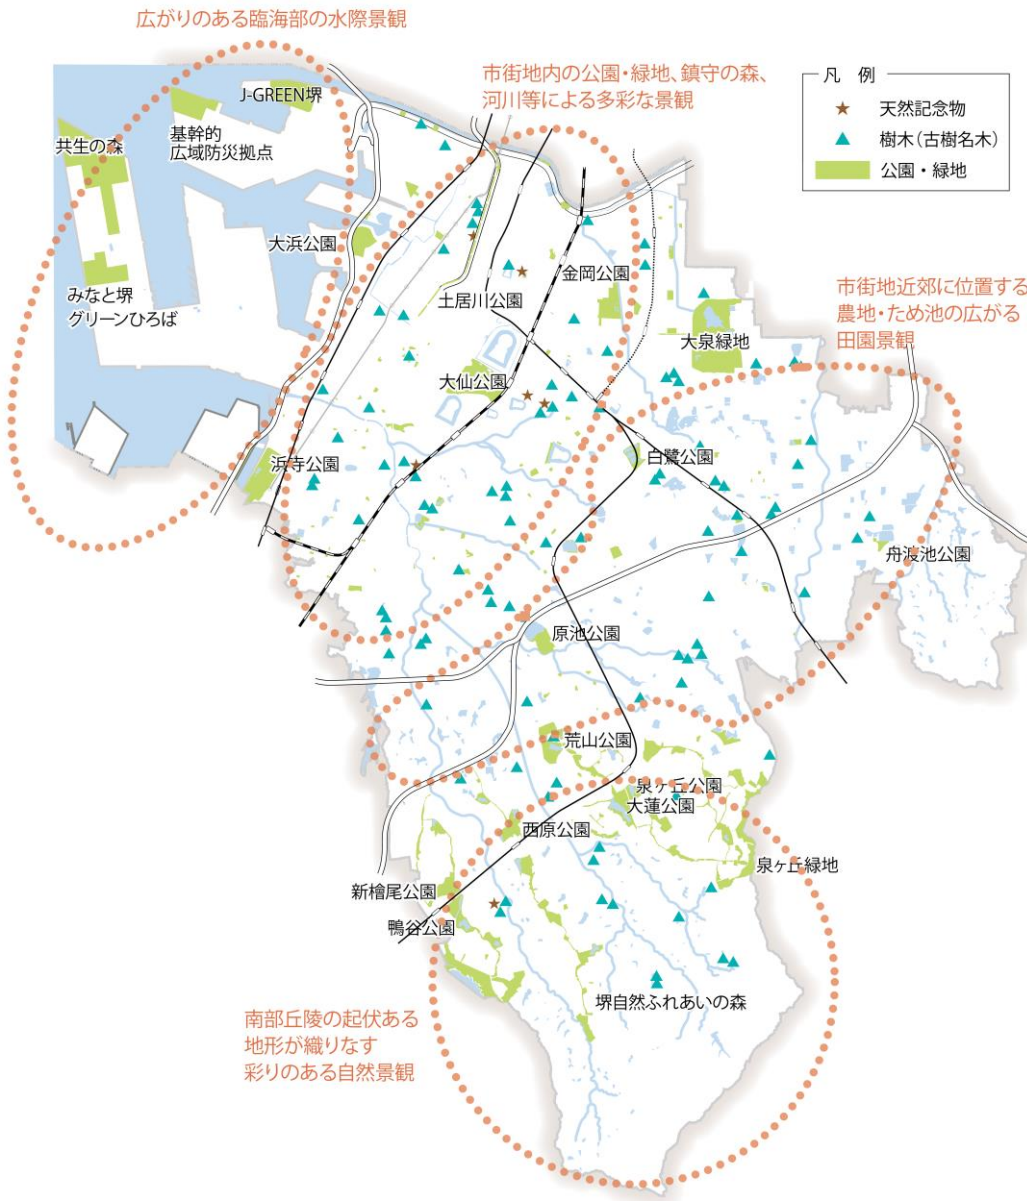 広がりのある臨海部の水際景観
市街地内の公園・緑地、鎮守の森、
河川等による多彩な景観
凡 例
天然記念物
樹木(古樹名木)
公園・緑地
J-GREEN堺
基幹的
広域防災拠点
共生の森
大浜公園
みなと堺
グリーンひろば
土居川公園
金岡公園
大泉緑地
市街地近郊に位置する
農地・ため池の広がる
田園景観
大仙公園
浜寺公園
白鷺公園
舟渡池公園
原池公園
荒山公園
泉ヶ丘公園
大蓮公園
西原公園
泉ヶ丘緑地
新檜尾公園
鴨谷公園
堺自然ふれあいの森
南部丘陵の起伏ある
地形が織りなす
彩りのある自然景観